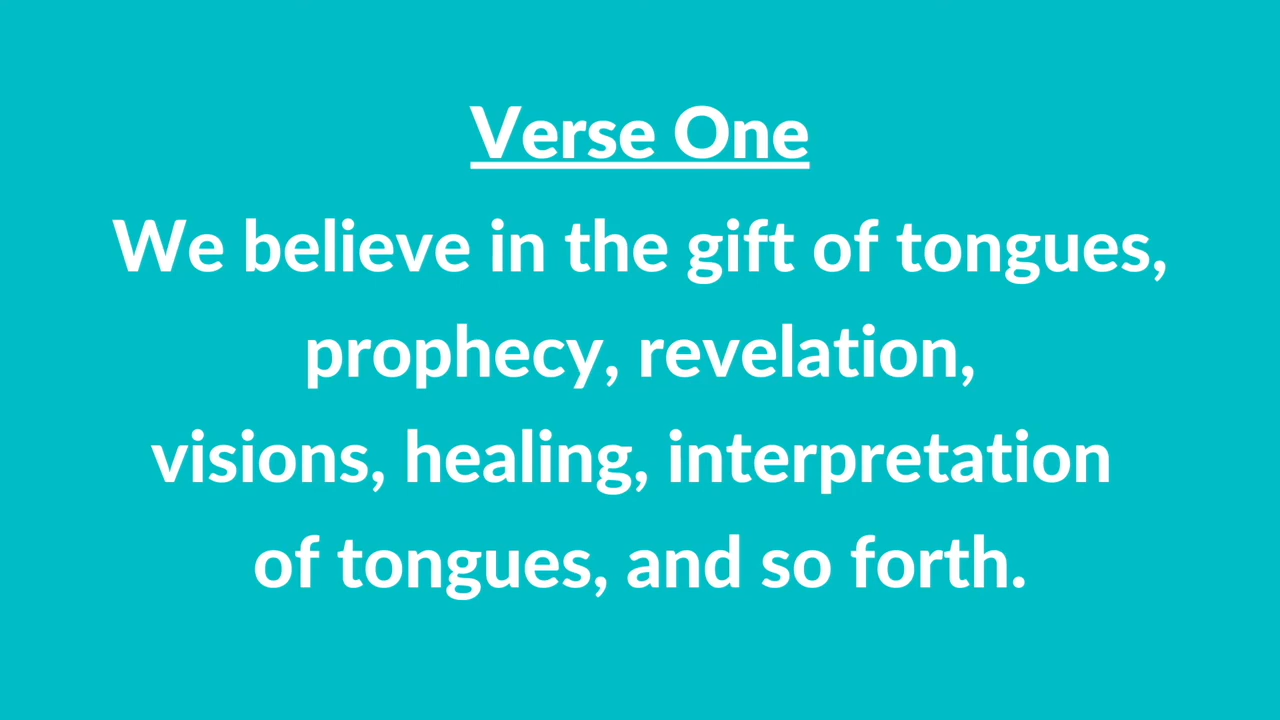 Verse One
We believe in the gift of tongues,
prophecy, revelation,
visions, healing, interpretation
of tongues, and so forth.